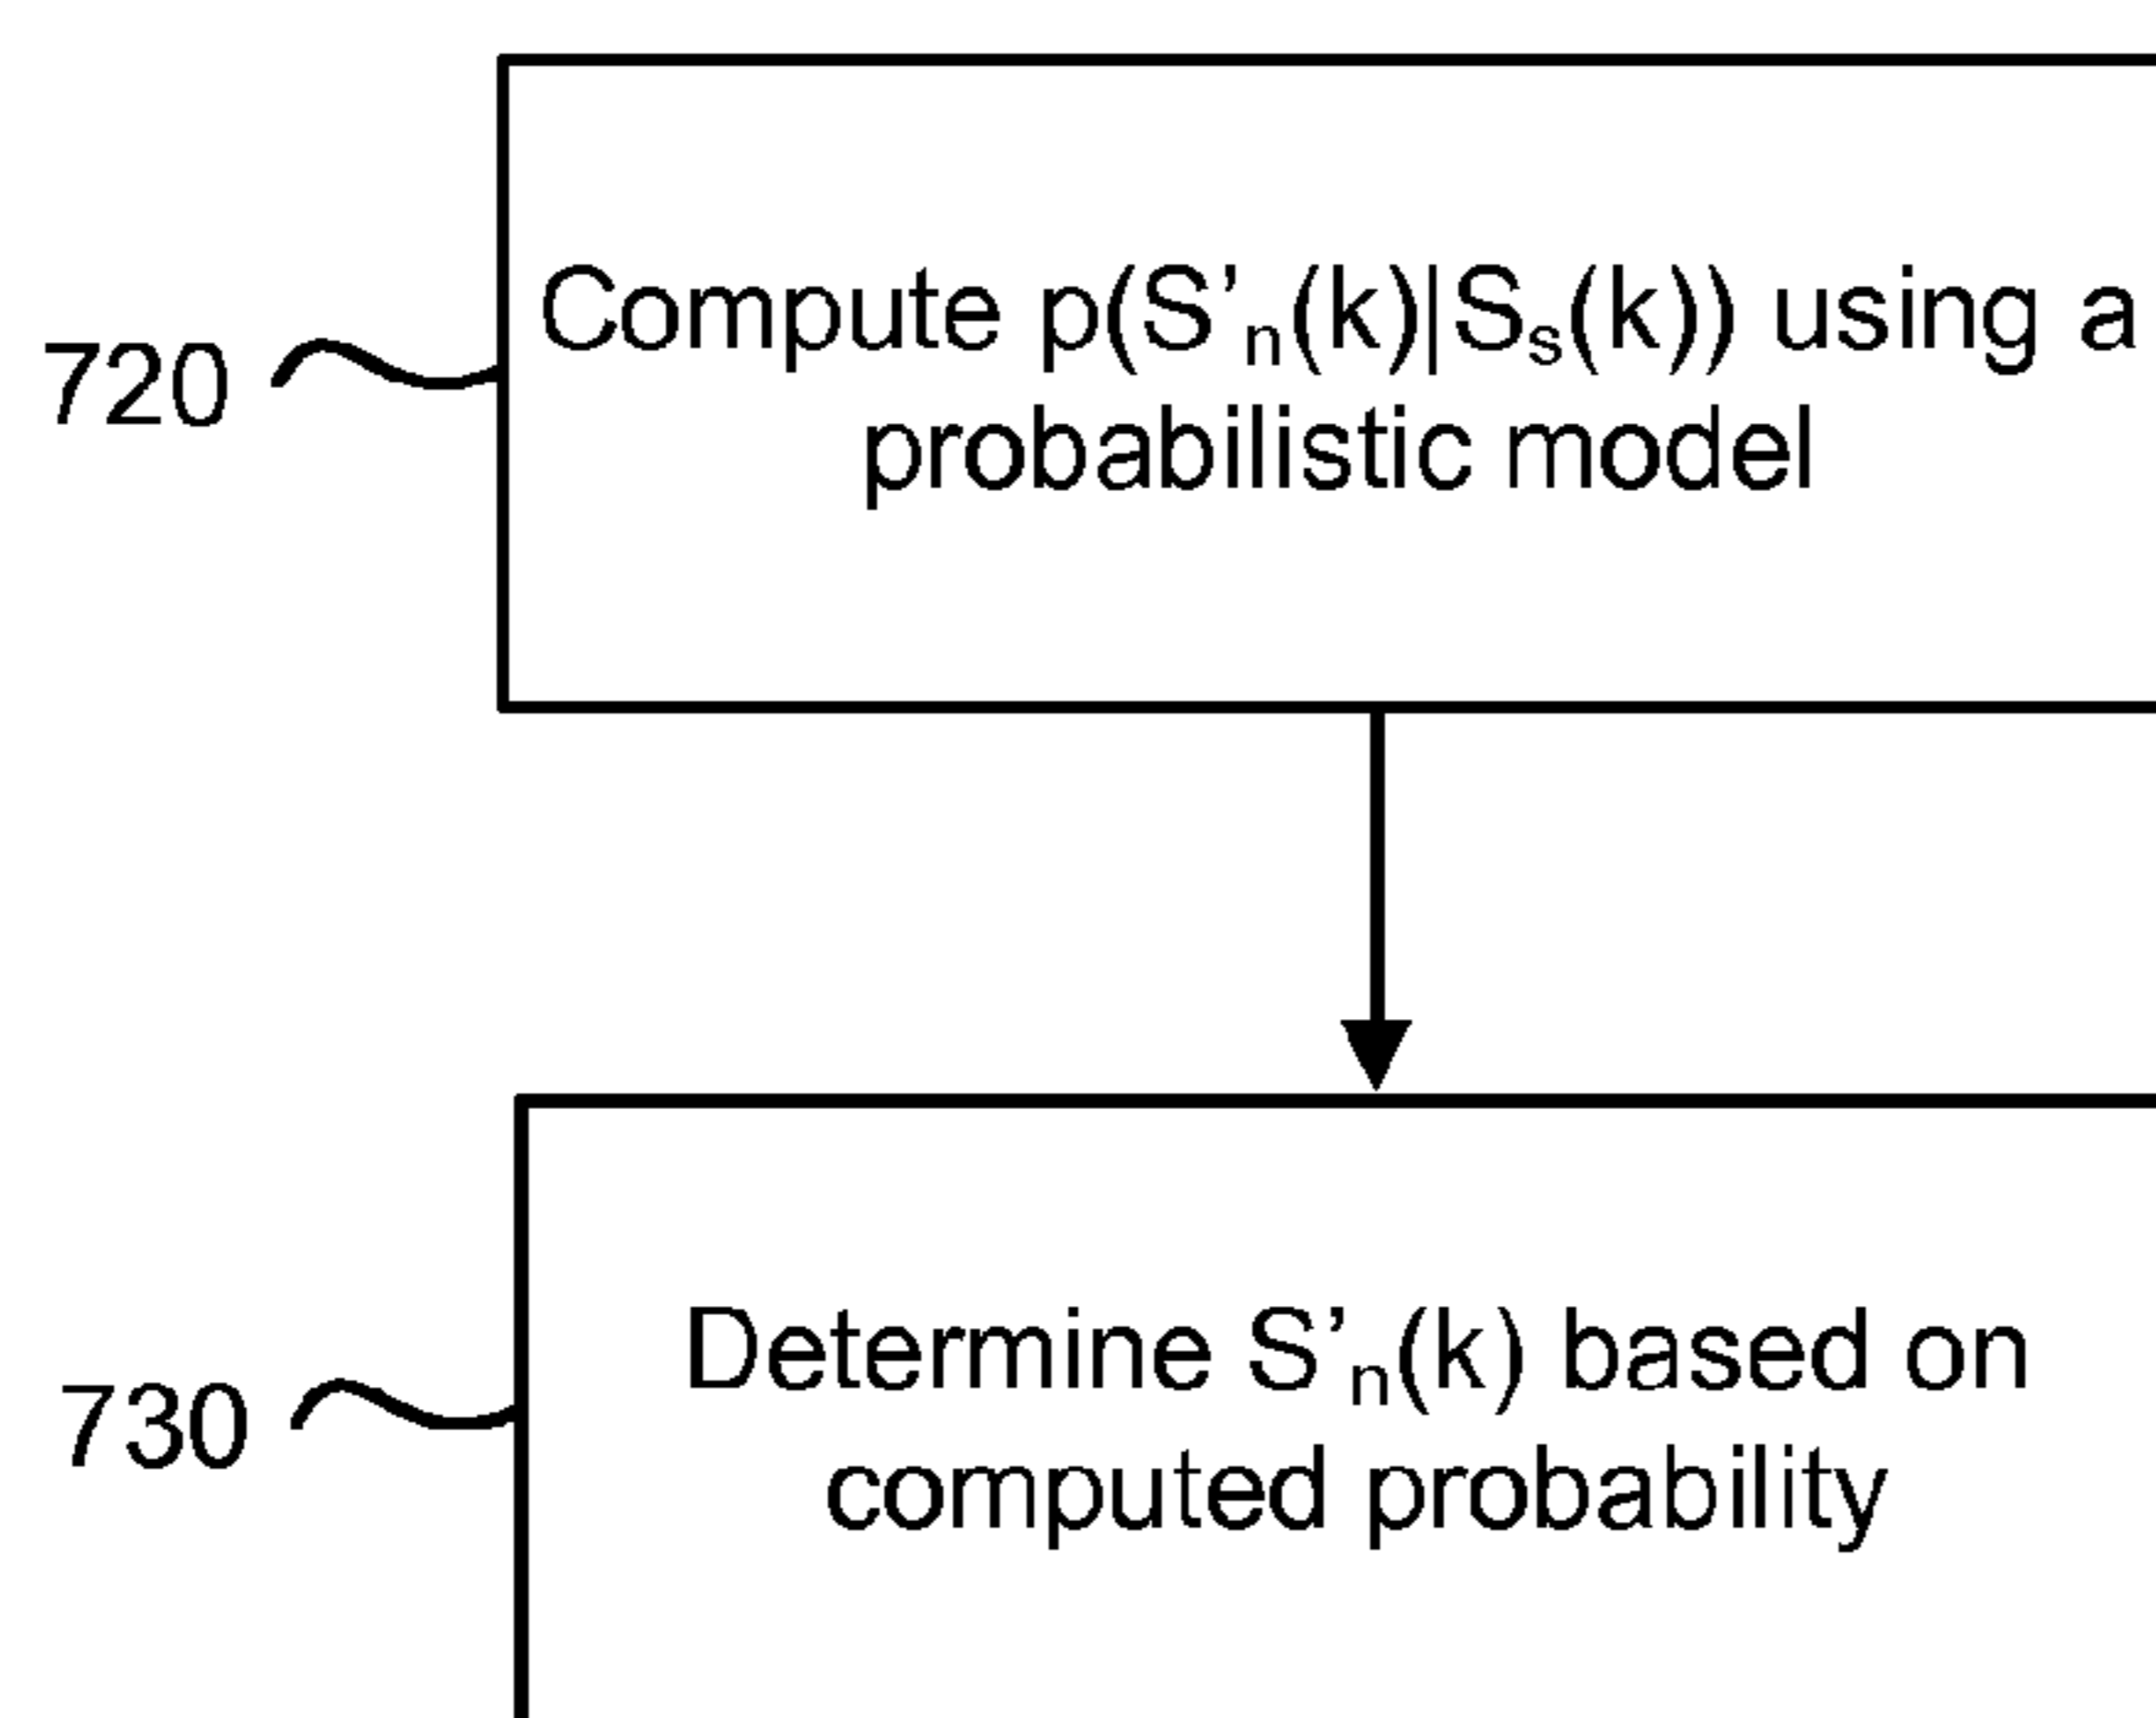 Compute p(S’n(k)|Ss(k)) using a
probabilistic model
720
Determine S’n(k) based on
computed probability
730